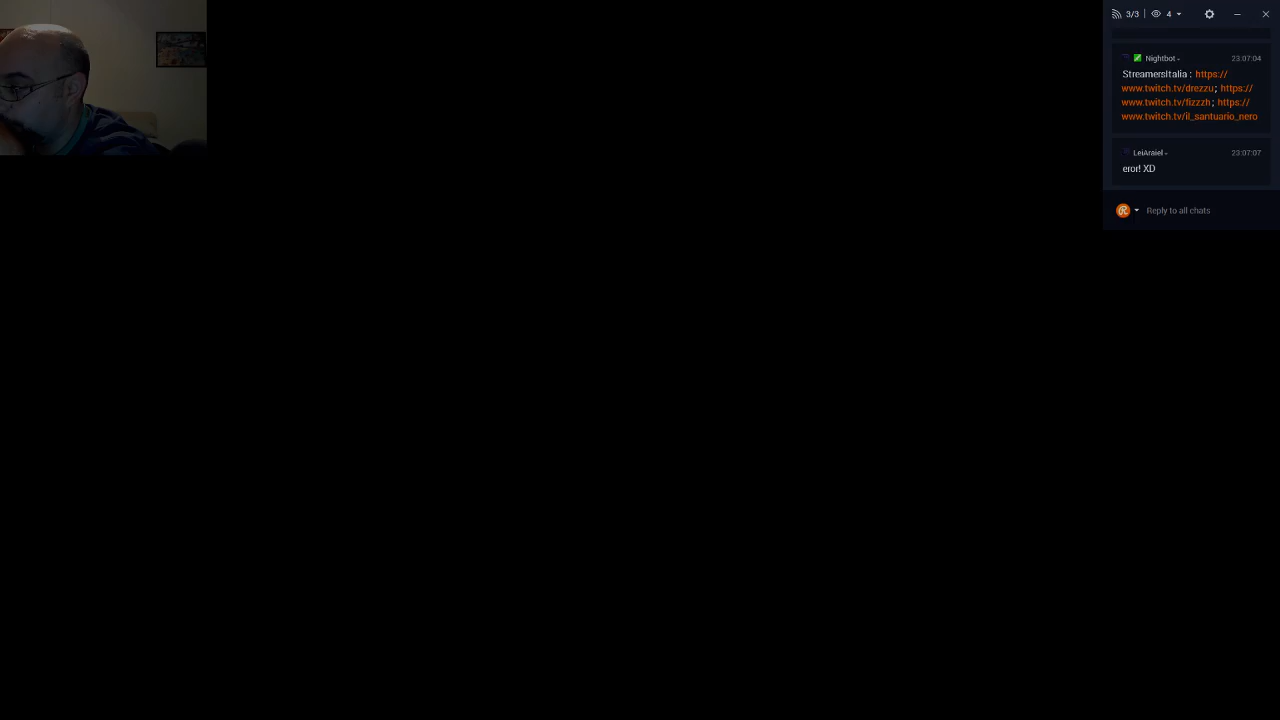 3/3 4
Nightbot 23:07:04
StreamersItalia : https://
www.twitch.tv/drezzu ; https://
www.twitch.tv/fizzzh ; https://
www.twitch.tv/il_santuario_nero
LeiAraiel 23:07:07
eror! XD
Reply to all chats